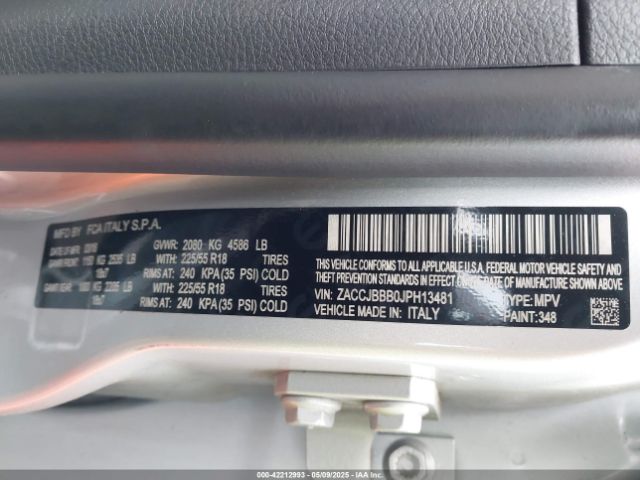 MFD BY FCA ITALY S.P.A.
GVWR: 2080 KG 4586 LB
WITH: 225/55 R18 TIRES
RIMS AT: 240 KPA(35 PSI) COLD
WITH: 225/55 R18 TIRES
RIMS AT: 240 KPA(35 PSI) COLD
THIS VEHICLE CONFORMS TO ALL APPLICABLE U.S.A. FEDERAL MOTOR VEHICLE SAFETY AND
THEFT PREVENTION STANDARDS IN EFFECT ON THE DATE OF MANUFACTURE SHOWN ABOVE
VIN: ZACCJBBB0JPH13481 TYPE: MPV
VEHICLE MADE IN: ITALY PAINT: 348
000-42212993 - 05/09/2025 - IAAI.COM